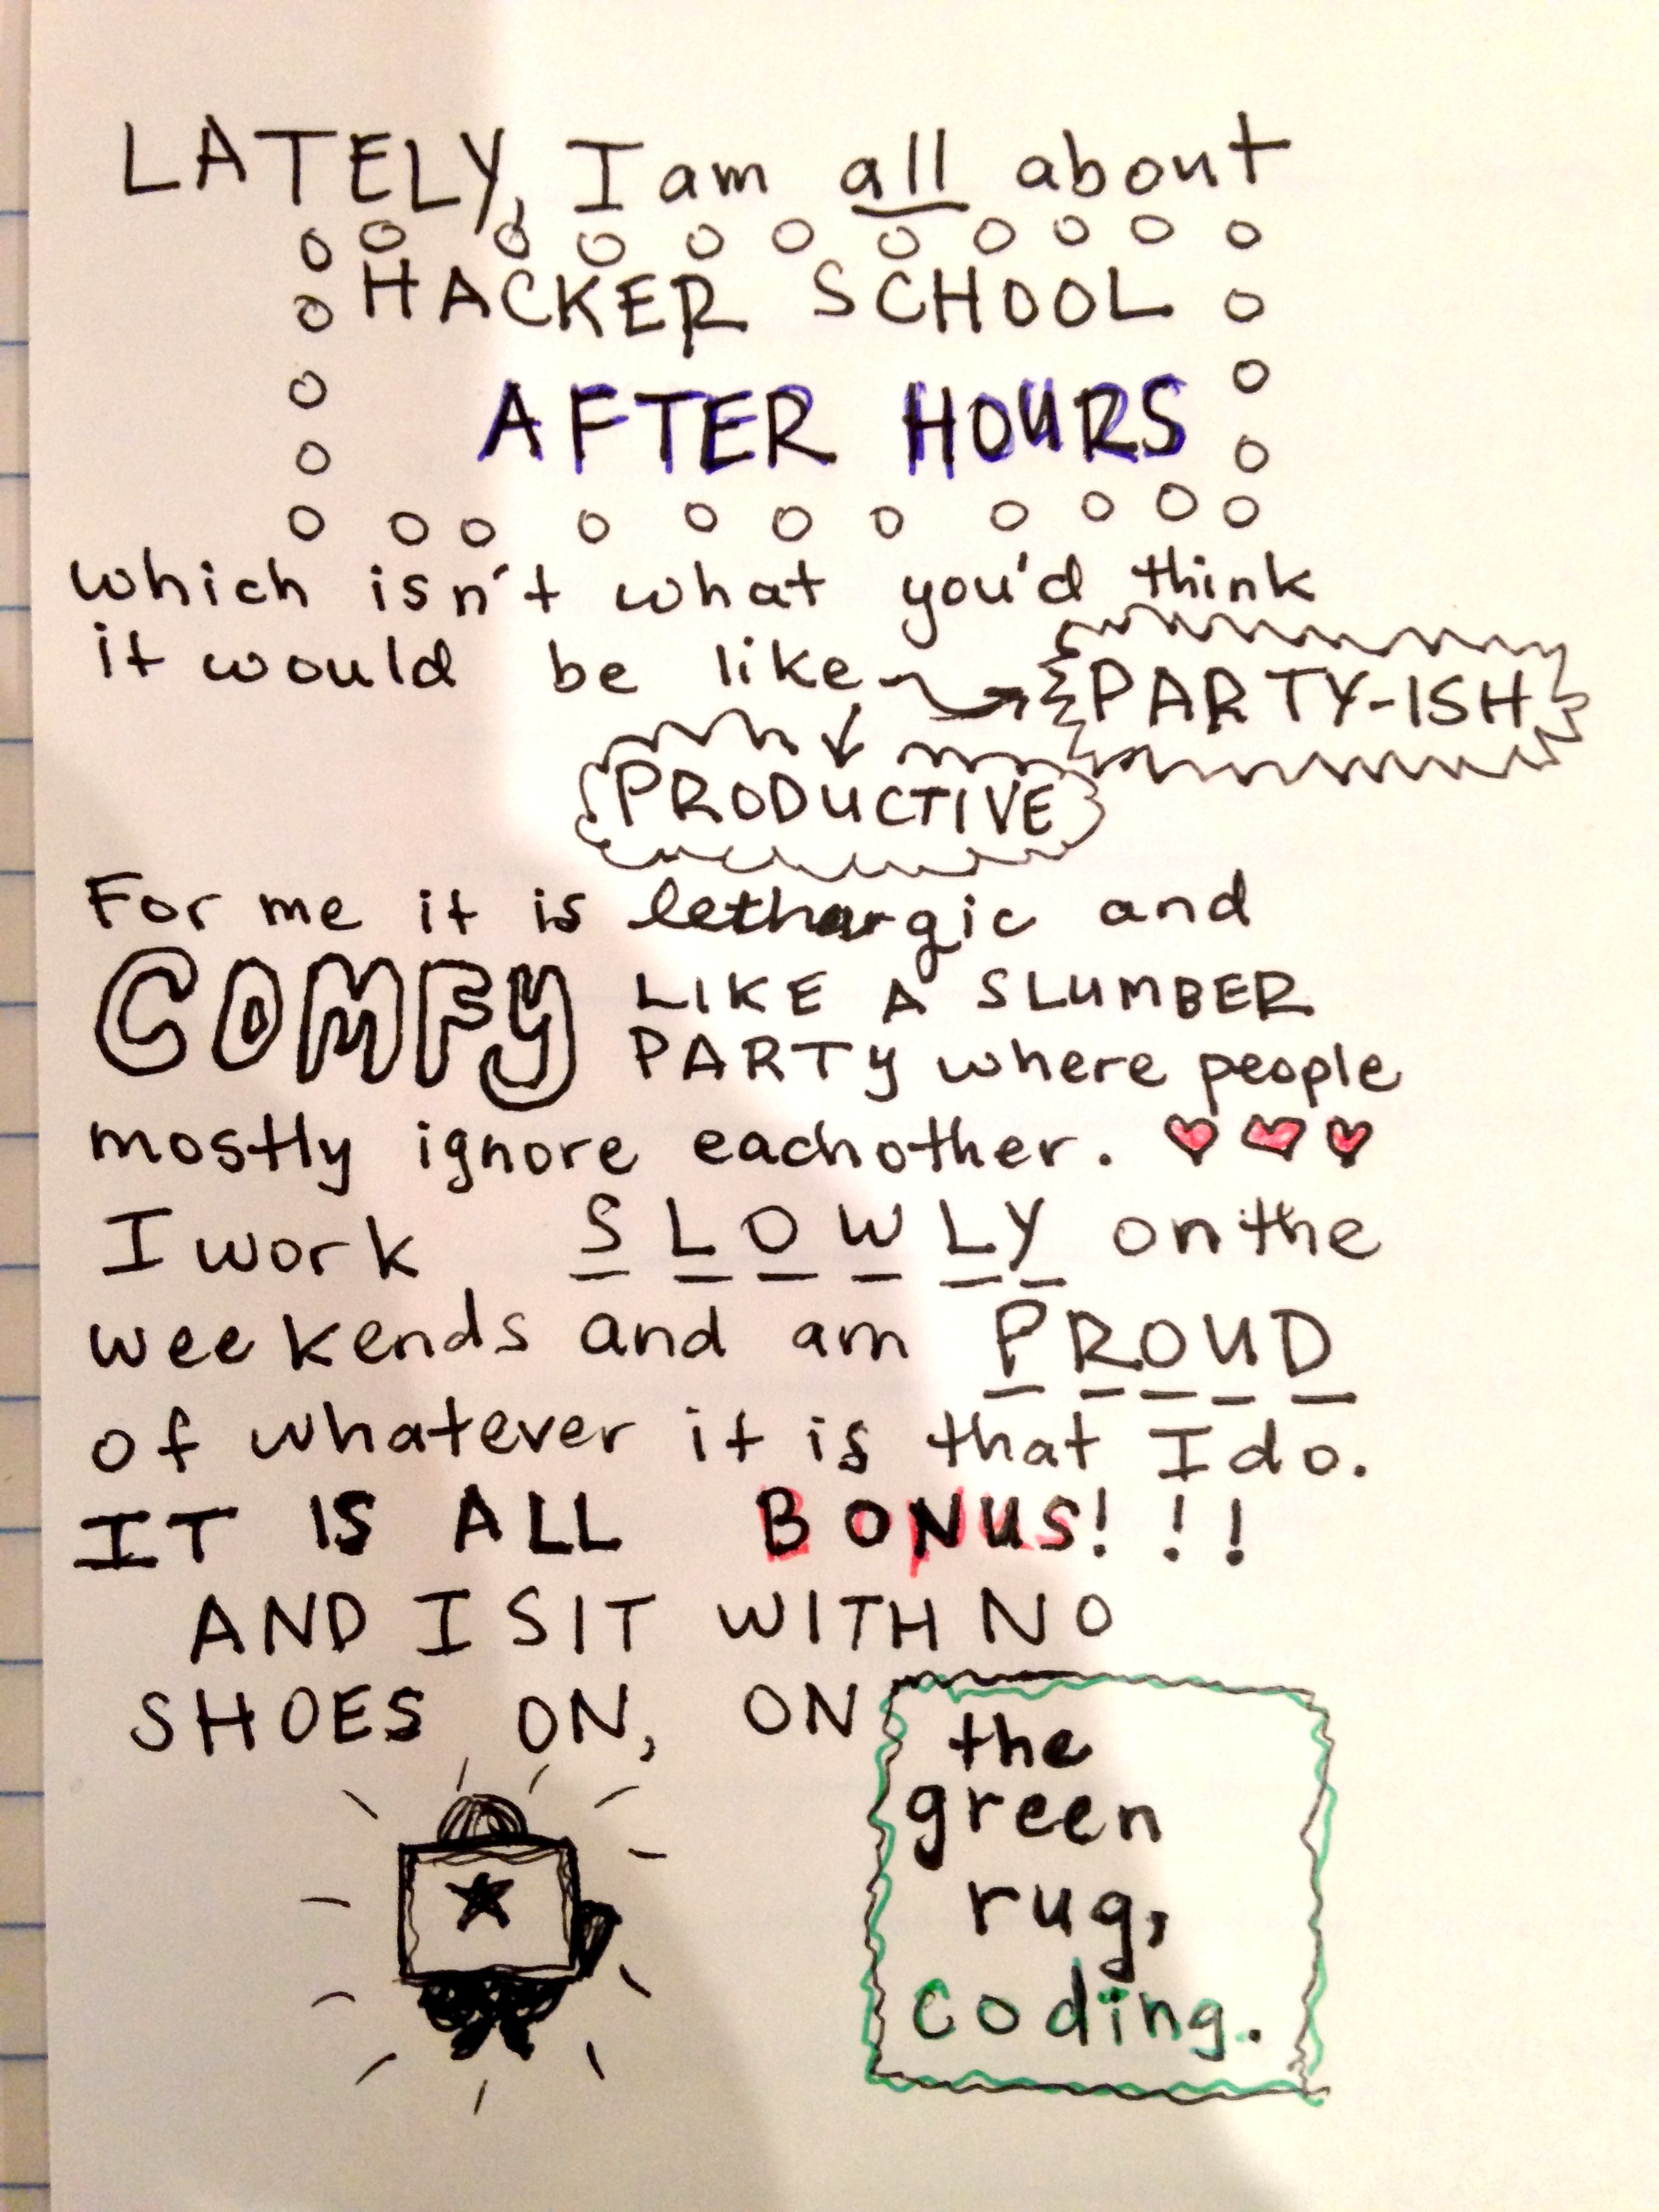 LATELY, I am all about
HACKER SCHOOL
AFTER HOURS
which isn't what you'd think
it would be like
PARTY-ISH
PRODUCTIVE
For me it is lethargic and
COMFY LIKE A SLUMBER
PARTY where people
mostly ignore eachother.
I work SLOWLY on the
weekends and am PROUD
of whatever it is that I do.
IT IS ALL BONUS!!!
AND I SIT WITH NO
SHOES ON, ON
the
green
rug,
coding.